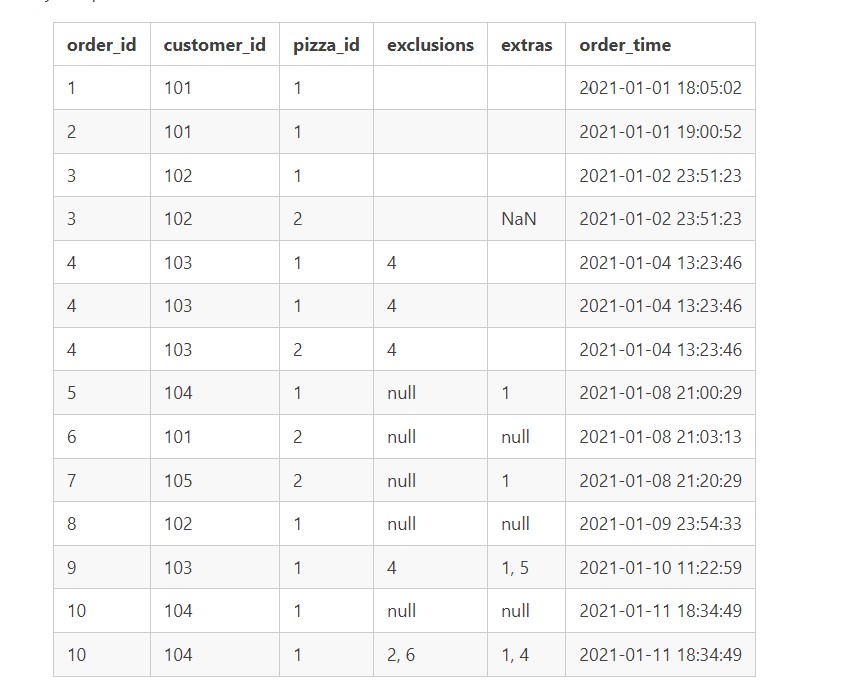 order_id customer_id pizza_id exclusions extras order_time
1 101 1 2021-01-01 18:05:02
2 101 1 2021-01-01 19:00:52
3 102 1 2021-01-02 23:51:23
3 102 2 NaN 2021-01-02 23:51:23
4 103 1 4 2021-01-04 13:23:46
4 103 1 4 2021-01-04 13:23:46
4 103 2 4 2021-01-04 13:23:46
5 104 1 null 1 2021-01-08 21:00:29
6 101 2 null null 2021-01-08 21:03:13
7 105 2 null 1 2021-01-08 21:20:29
8 102 1 null null 2021-01-09 23:54:33
9 103 1 4 1, 5 2021-01-10 11:22:59
10 104 1 null null 2021-01-11 18:34:49
10 104 1 2, 6 1, 4 2021-01-11 18:34:49